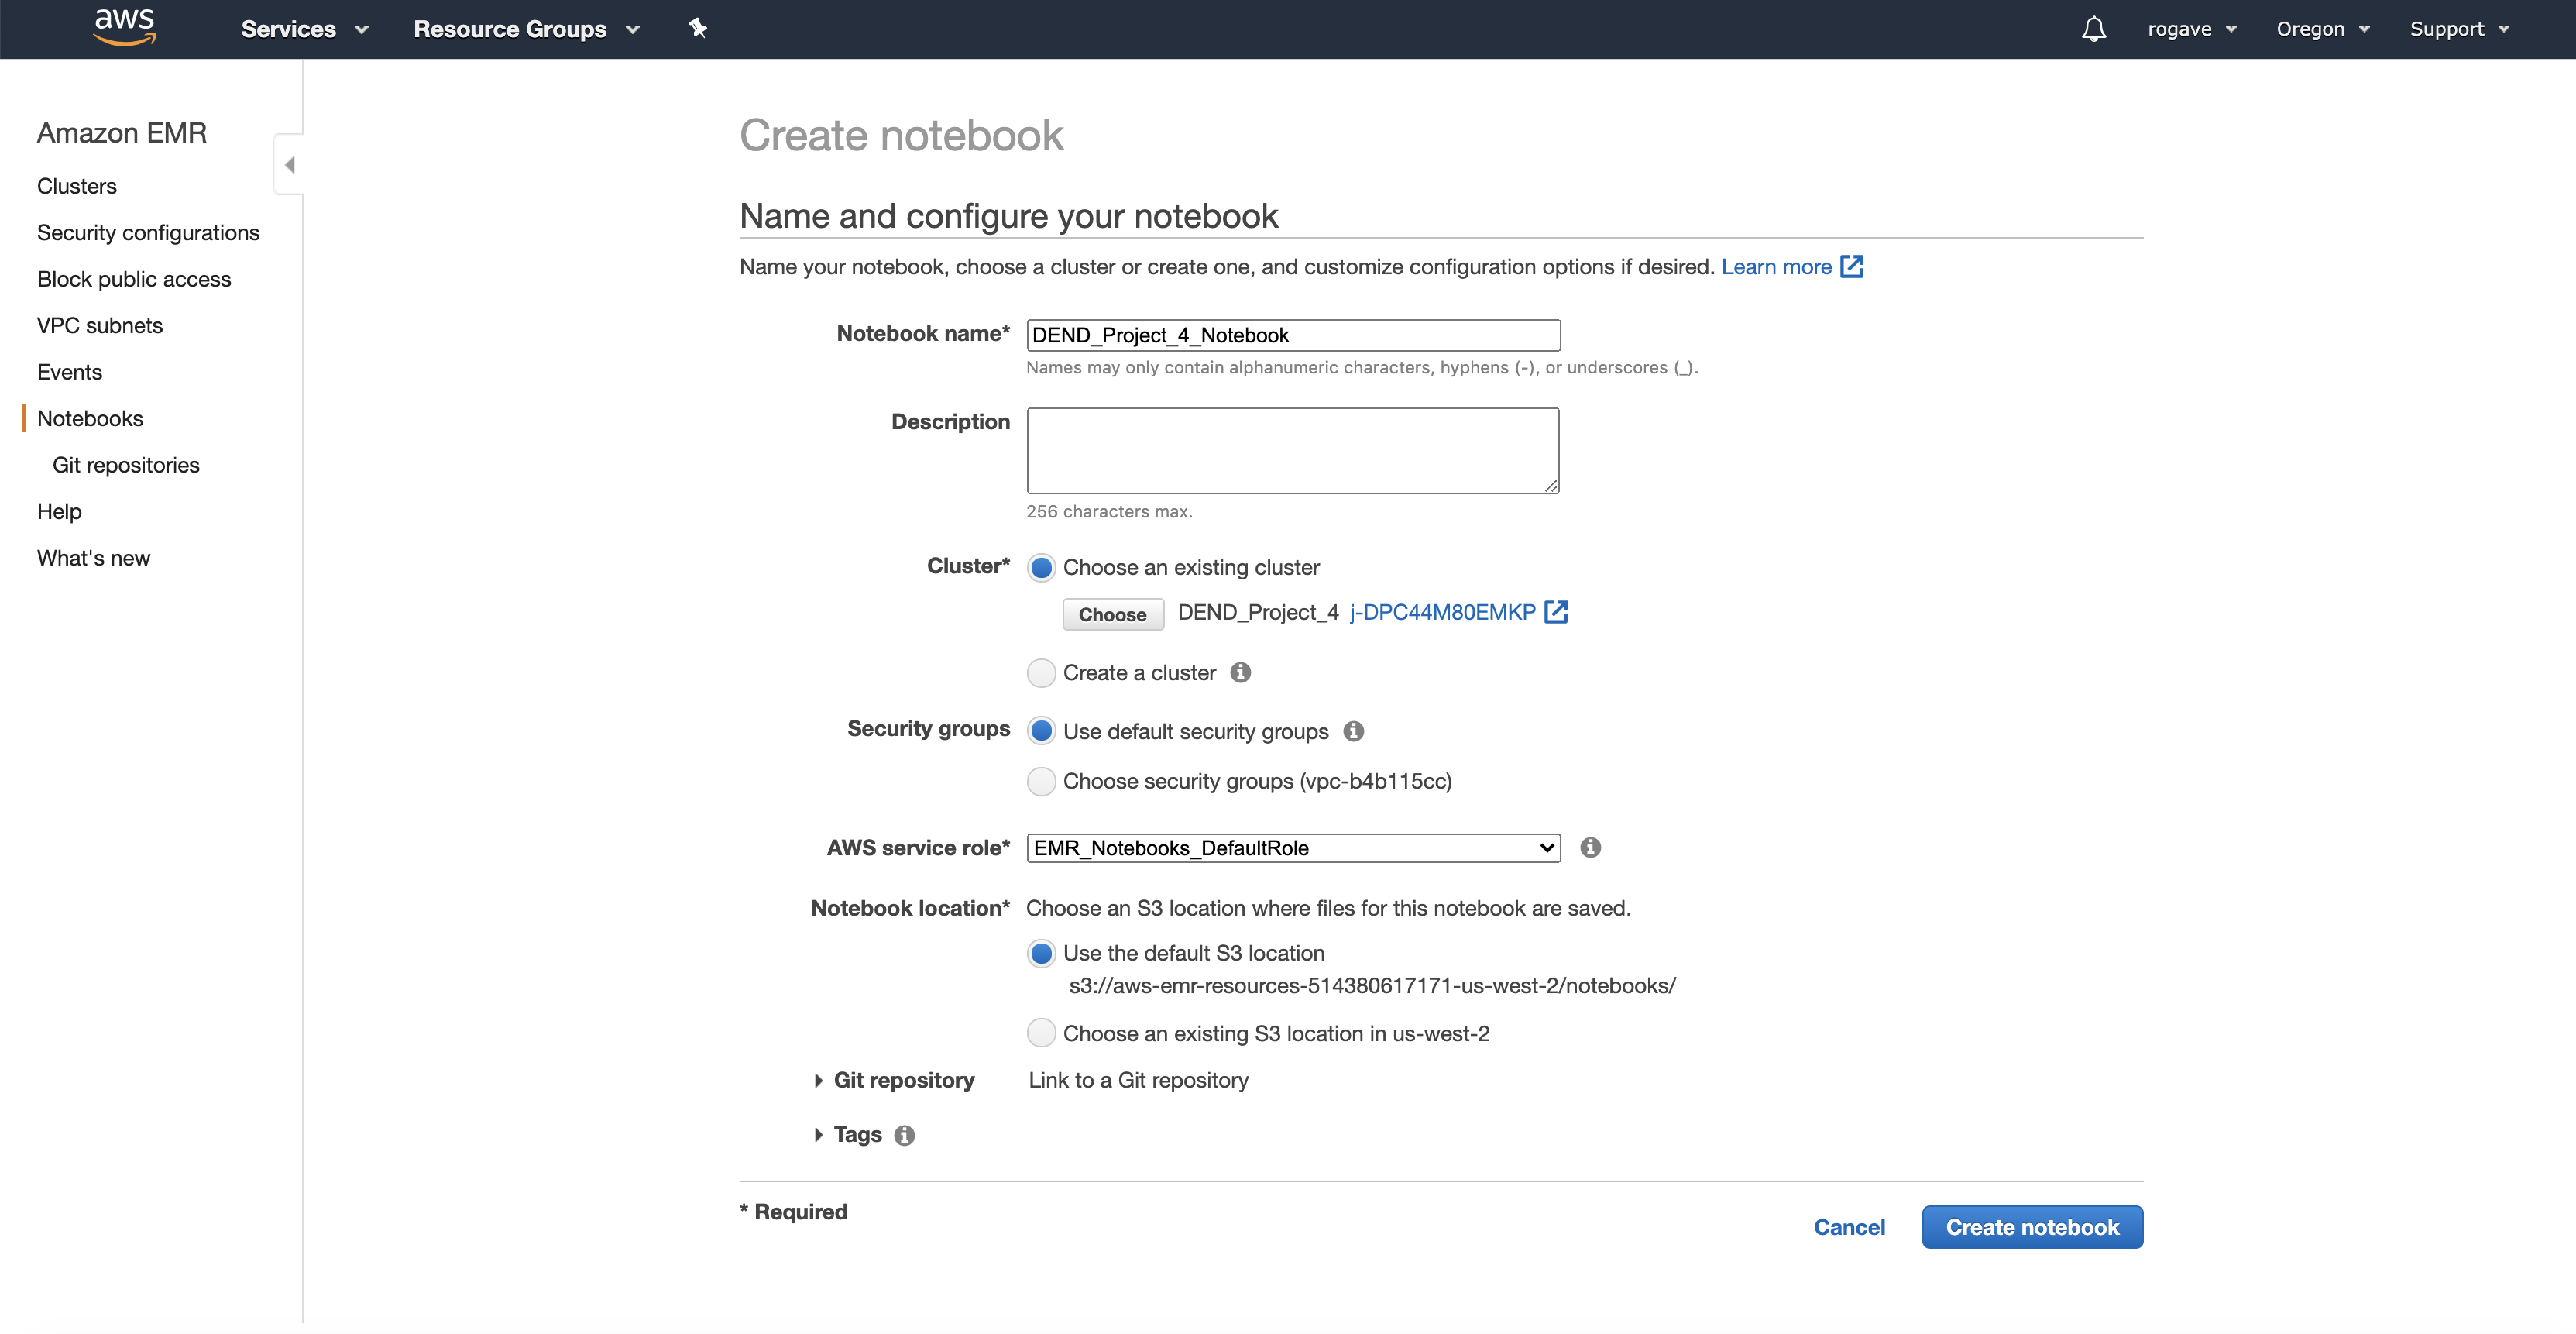 aws Services Resource Groups rogave Oregon Support
Amazon EMR
Clusters
Security configurations
Block public access
VPC subnets
Events
Notebooks
Git repositories
Help
What's new
Create notebook
Name and configure your notebook
Name your notebook, choose a cluster or create one, and customize configuration options if desired. Learn more
Notebook name* DEND_Project_4_Notebook
Names may only contain alphanumeric characters, hyphens (-), or underscores (_).
Description
256 characters max.
Cluster* Choose an existing cluster
Choose DEND_Project_4 j-DPC44M80EMKP
Create a cluster
Security groups Use default security groups
Choose security groups (vpc-b4b115cc)
AWS service role* EMR_Notebooks_DefaultRole
Notebook location* Choose an S3 location where files for this notebook are saved.
Use the default S3 location
s3://aws-emr-resources-514380617171-us-west-2/notebooks/
Choose an existing S3 location in us-west-2
Git repository Link to a Git repository
Tags
* Required
Cancel Create notebook